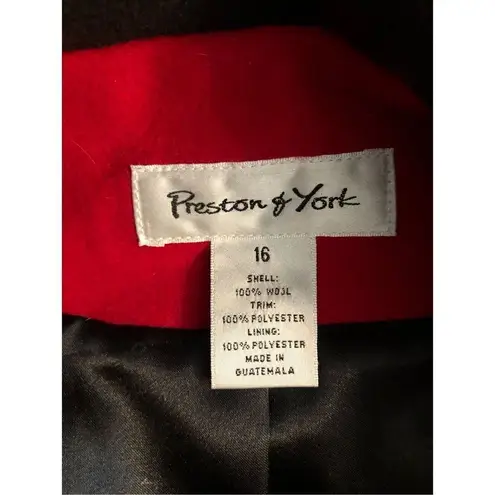 Preston & York
16
SHELL:
100% WOOL
TRIM:
100% POLYESTER
LINING:
100% POLYESTER
MADE IN
GUATEMALA